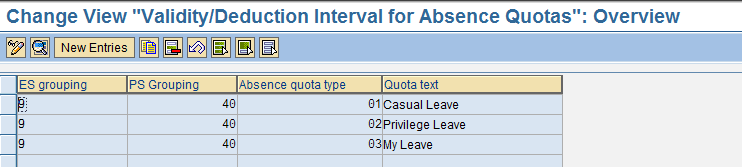 Change View "Validity/Deduction Interval for Absence Quotas": Overview
New Entries
ES grouping PS Grouping Absence quota type Quota text
9 40 01 Casual Leave
9 40 02 Privilege Leave
9 40 03 My Leave